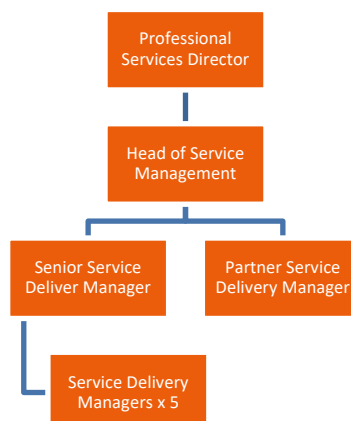 Professional
Services Director
Head of Service
Management
Senior Service
Deliver Manager
Partner Service
Delivery Manager
Service Delivery
Managers x 5